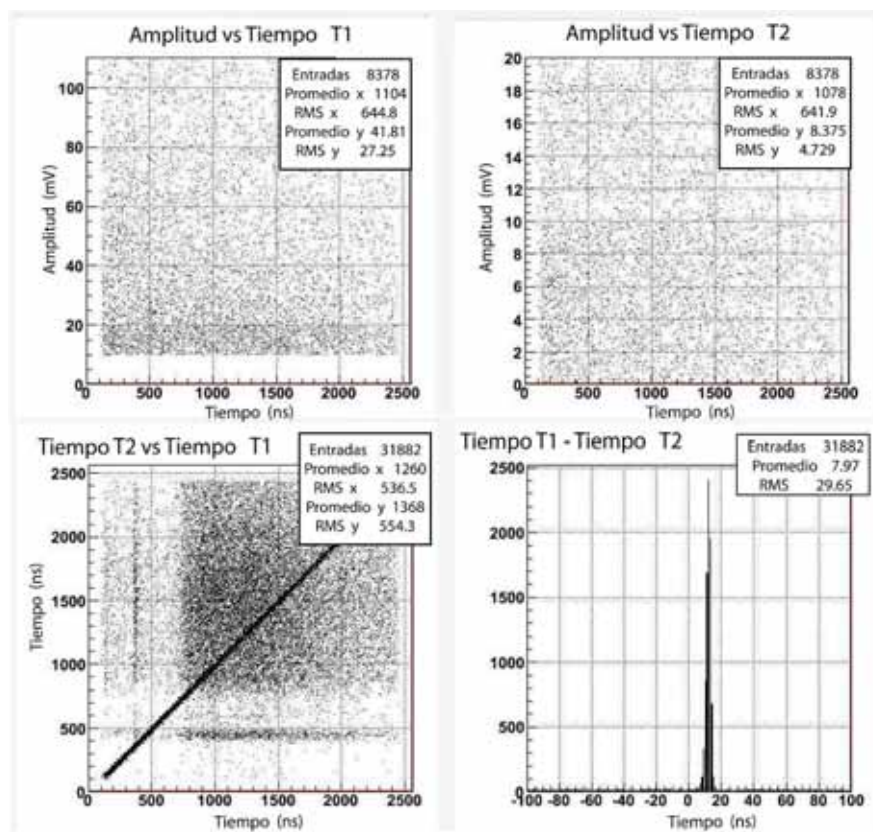 Amplitud vs Tiempo T1
Entradas 8378
Promedio x 1104
RMS x 644.8
Promedio y 41.81
RMS y 27.25
Amplitud (mV)
100
80
60
40
20
0
0 500 1000 1500 2000 2500
Tiempo (ns)
Amplitud vs Tiempo T2
Entradas 8378
Promedio x 1078
RMS x 641.9
Promedio y 8.375
RMS y 4.729
Amplitud (mV)
20
18
16
14
12
10
8
6
4
2
0
0 500 1000 1500 2000 2500
Tiempo (ns)
Tiempo T2 vs Tiempo T1
Entradas 31882
Promedio x 1260
RMS x 536.5
Promedio y 1368
RMS y 554.3
Tiempo (ns)
2500
2000
1500
1000
500
0
0 500 1000 1500 2000 2500
Tiempo (ns)
Tiempo T1 - Tiempo T2
Entradas 31882
Promedio 7.97
RMS 29.65
2500
2000
1500
1000
500
0
-100 -80 -60 -40 -20 0 20 40 60 80 100
Tiempo (ns)